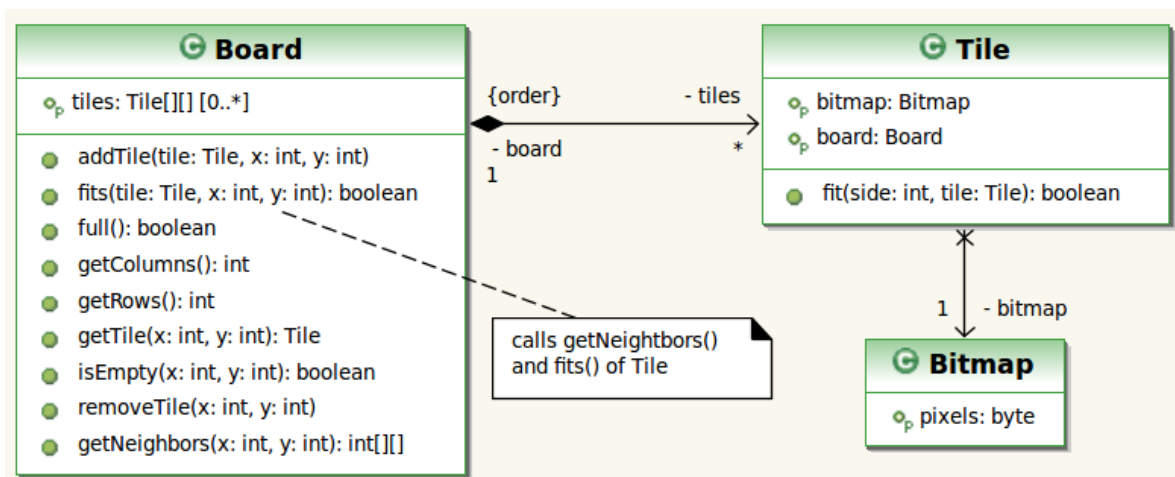 C Board
p tiles: Tile[][] [0..*]
addTile(tile: Tile, x: int, y: int)
fits(tile: Tile, x: int, y: int): boolean
full(): boolean
getColumns(): int
getRows(): int
getTile(x: int, y: int): Tile
isEmpty(x: int, y: int): boolean
removeTile(x: int, y: int)
getNeighbors(x: int, y: int): int[][]
{order} - tiles
- board *
1
C Tile
p bitmap: Bitmap
p board: Board
fit(side: int, tile: Tile): boolean
calls getNeightbors()
and fits() of Tile
1 - bitmap
C Bitmap
p pixels: byte